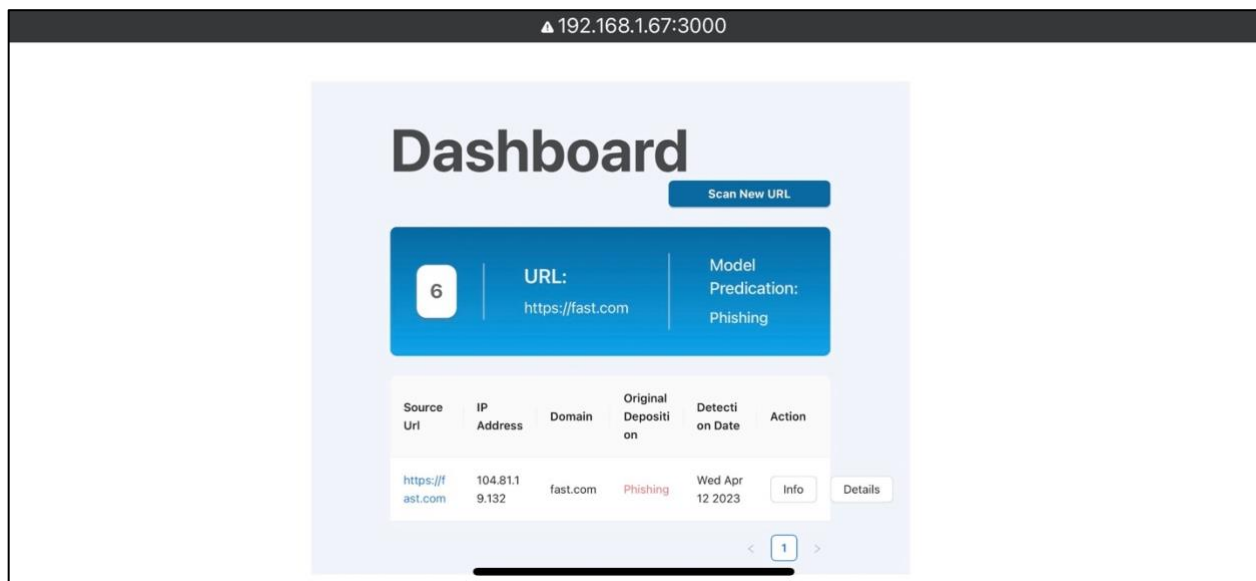 192.168.1.67:3000
Dashboard
Scan New URL
6
URL:
https://fast.com
Model
Predication:
Phishing
Source
Url
IP
Address
Domain
Original
Depositi
on
Detecti
on Date
Action
https://f
ast.com
104.81.1
9.132
fast.com
Phishing
Wed Apr
12 2023
Info
Details
< 1 >